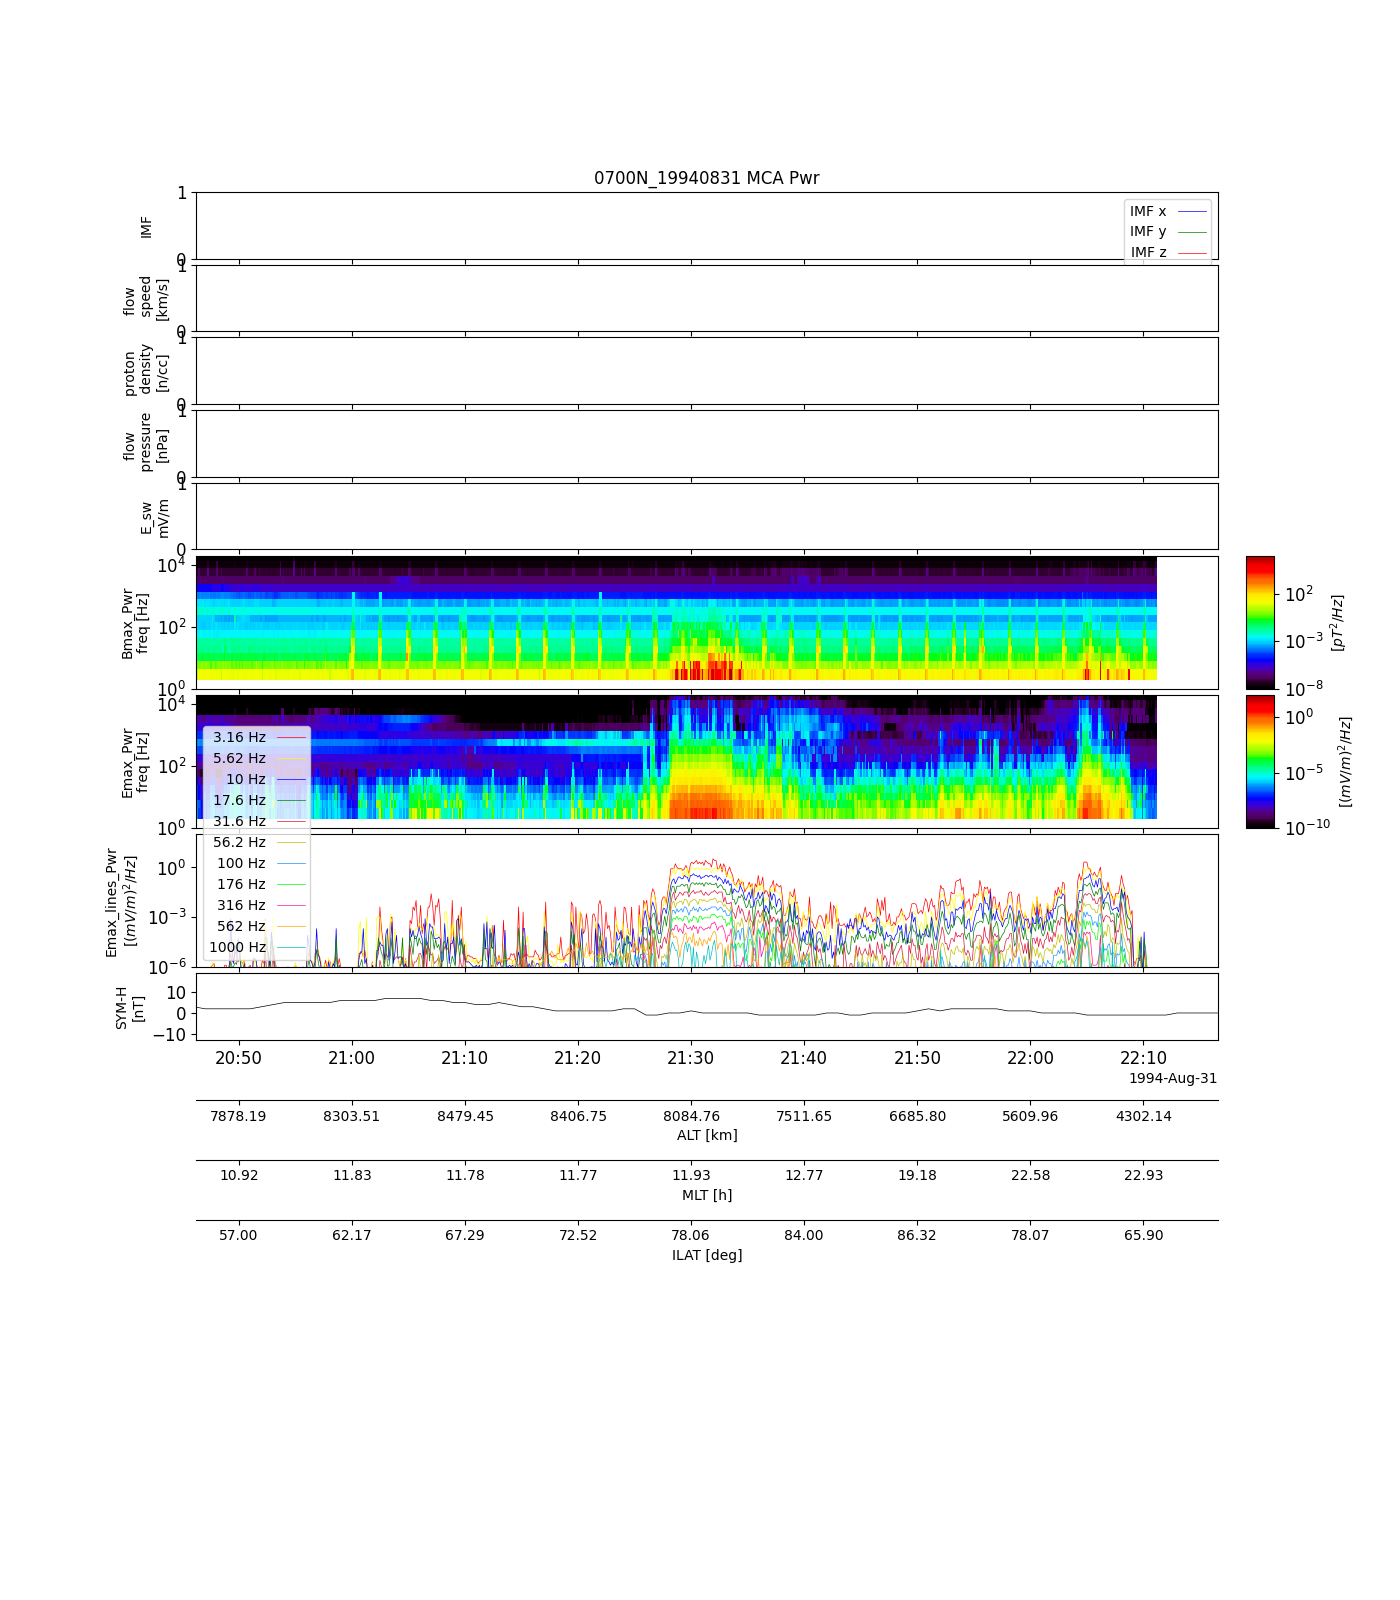 0700N_19940831 MCA Pwr
1
IMF
0
IMF x
IMF y
IMF z
1
flow
speed
[km/s]
0
1
proton
density
[n/cc]
0
1
flow
pressure
[nPa]
0
1
E_sw
mV/m
0
10^4
10^2
10^0
Bmax_Pwr
freq [Hz]
10^2
10^-3
10^-8
[pT^2/Hz]
10^4
10^2
10^0
Emax_Pwr
freq [Hz]
10^0
10^-5
10^-10
[(mV/m)^2/Hz]
3.16 Hz
5.62 Hz
10 Hz
17.6 Hz
31.6 Hz
56.2 Hz
100 Hz
176 Hz
316 Hz
562 Hz
1000 Hz
10^0
10^-3
10^-6
Emax_lines_Pwr
[(mV/m)^2/Hz]
10
0
−10
SYM-H
[nT]
20:50 21:00 21:10 21:20 21:30 21:40 21:50 22:00 22:10
1994-Aug-31
7878.19 8303.51 8479.45 8406.75 8084.76 7511.65 6685.80 5609.96 4302.14
ALT [km]
10.92 11.83 11.78 11.77 11.93 12.77 19.18 22.58 22.93
MLT [h]
57.00 62.17 67.29 72.52 78.06 84.00 86.32 78.07 65.90
ILAT [deg]